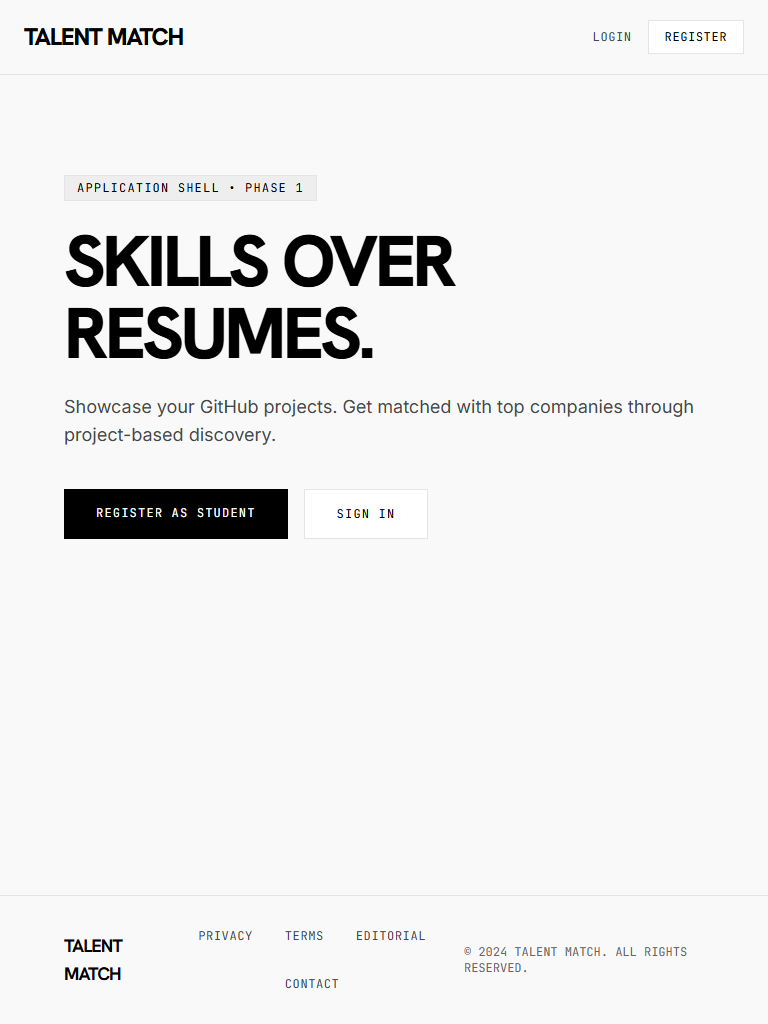 TALENT MATCH
LOGIN
REGISTER
APPLICATION SHELL • PHASE 1
SKILLS OVER
RESUMES.
Showcase your GitHub projects. Get matched with top companies through
project-based discovery.
REGISTER AS STUDENT
SIGN IN
TALENT
MATCH
PRIVACY
TERMS
EDITORIAL
CONTACT
© 2024 TALENT MATCH. ALL RIGHTS
RESERVED.